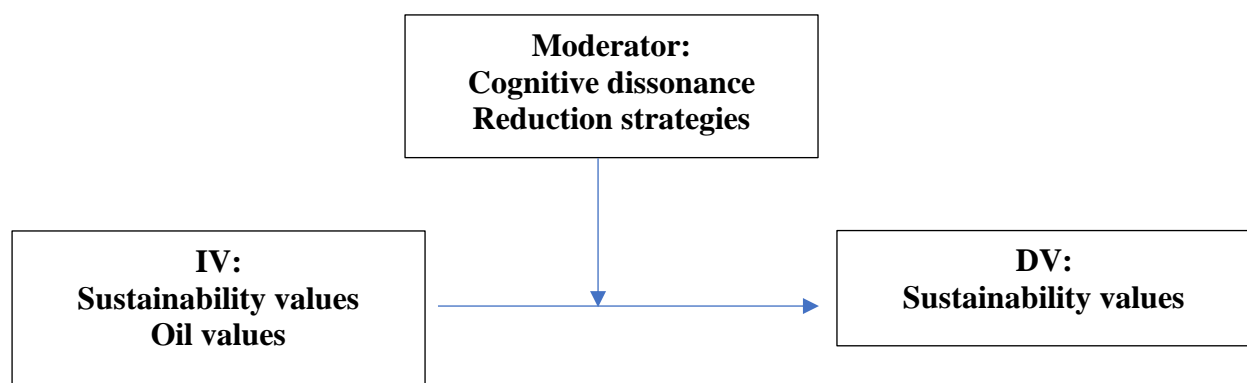 Moderator:
Cognitive dissonance
Reduction strategies
IV:
Sustainability values
Oil values
DV:
Sustainability values